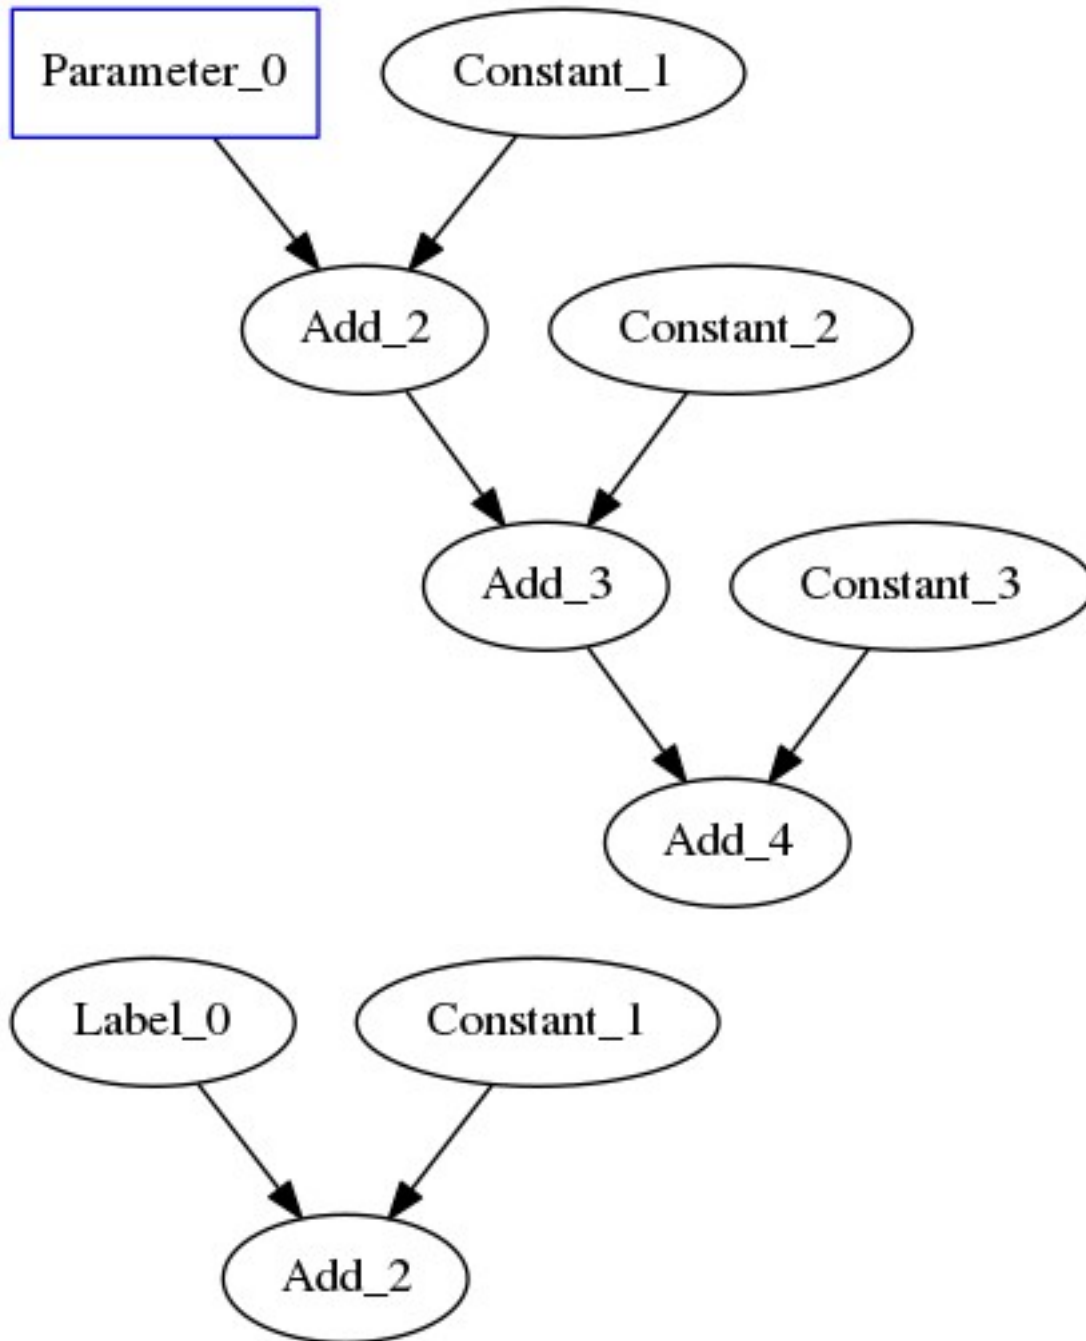 Parameter_0
Constant_1
Add_2
Constant_2
Add_3
Constant_3
Add_4
Label_0
Constant_1
Add_2